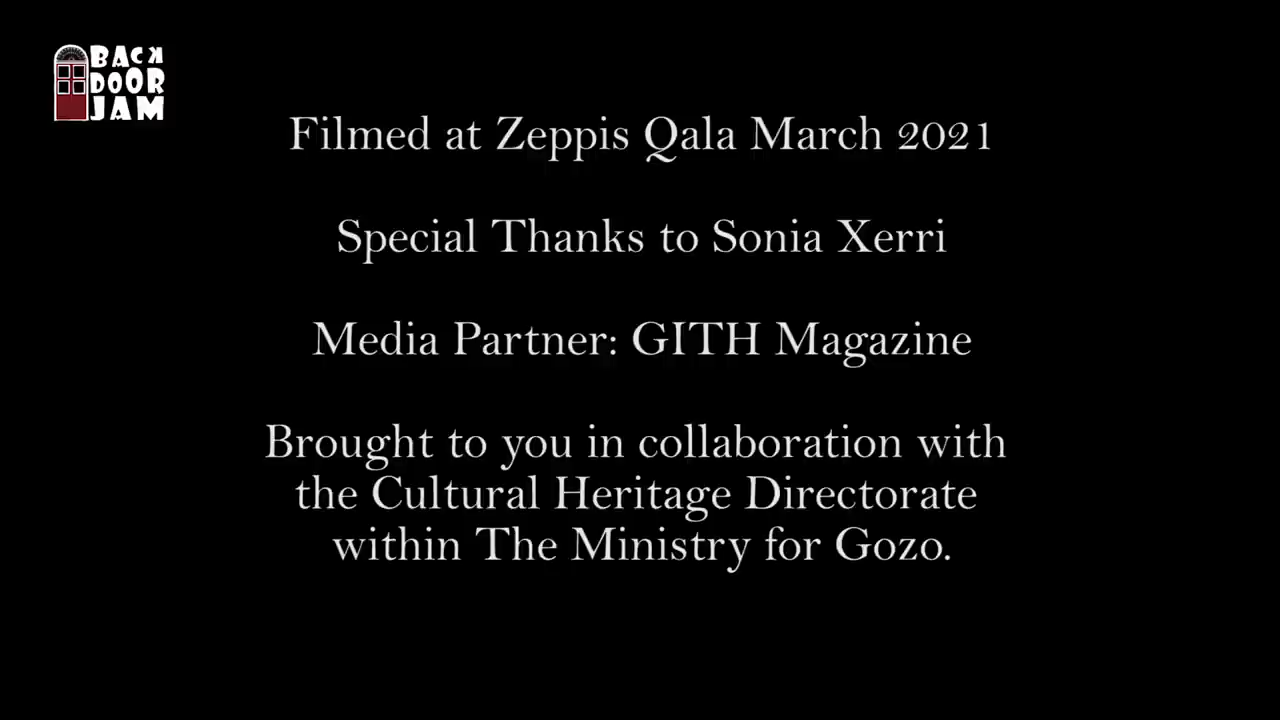 BACK
DOOR
JAM
Filmed at Zeppis Qala March 2021
Special Thanks to Sonia Xerri
Media Partner: GITH Magazine
Brought to you in collaboration with
the Cultural Heritage Directorate
within The Ministry for Gozo.